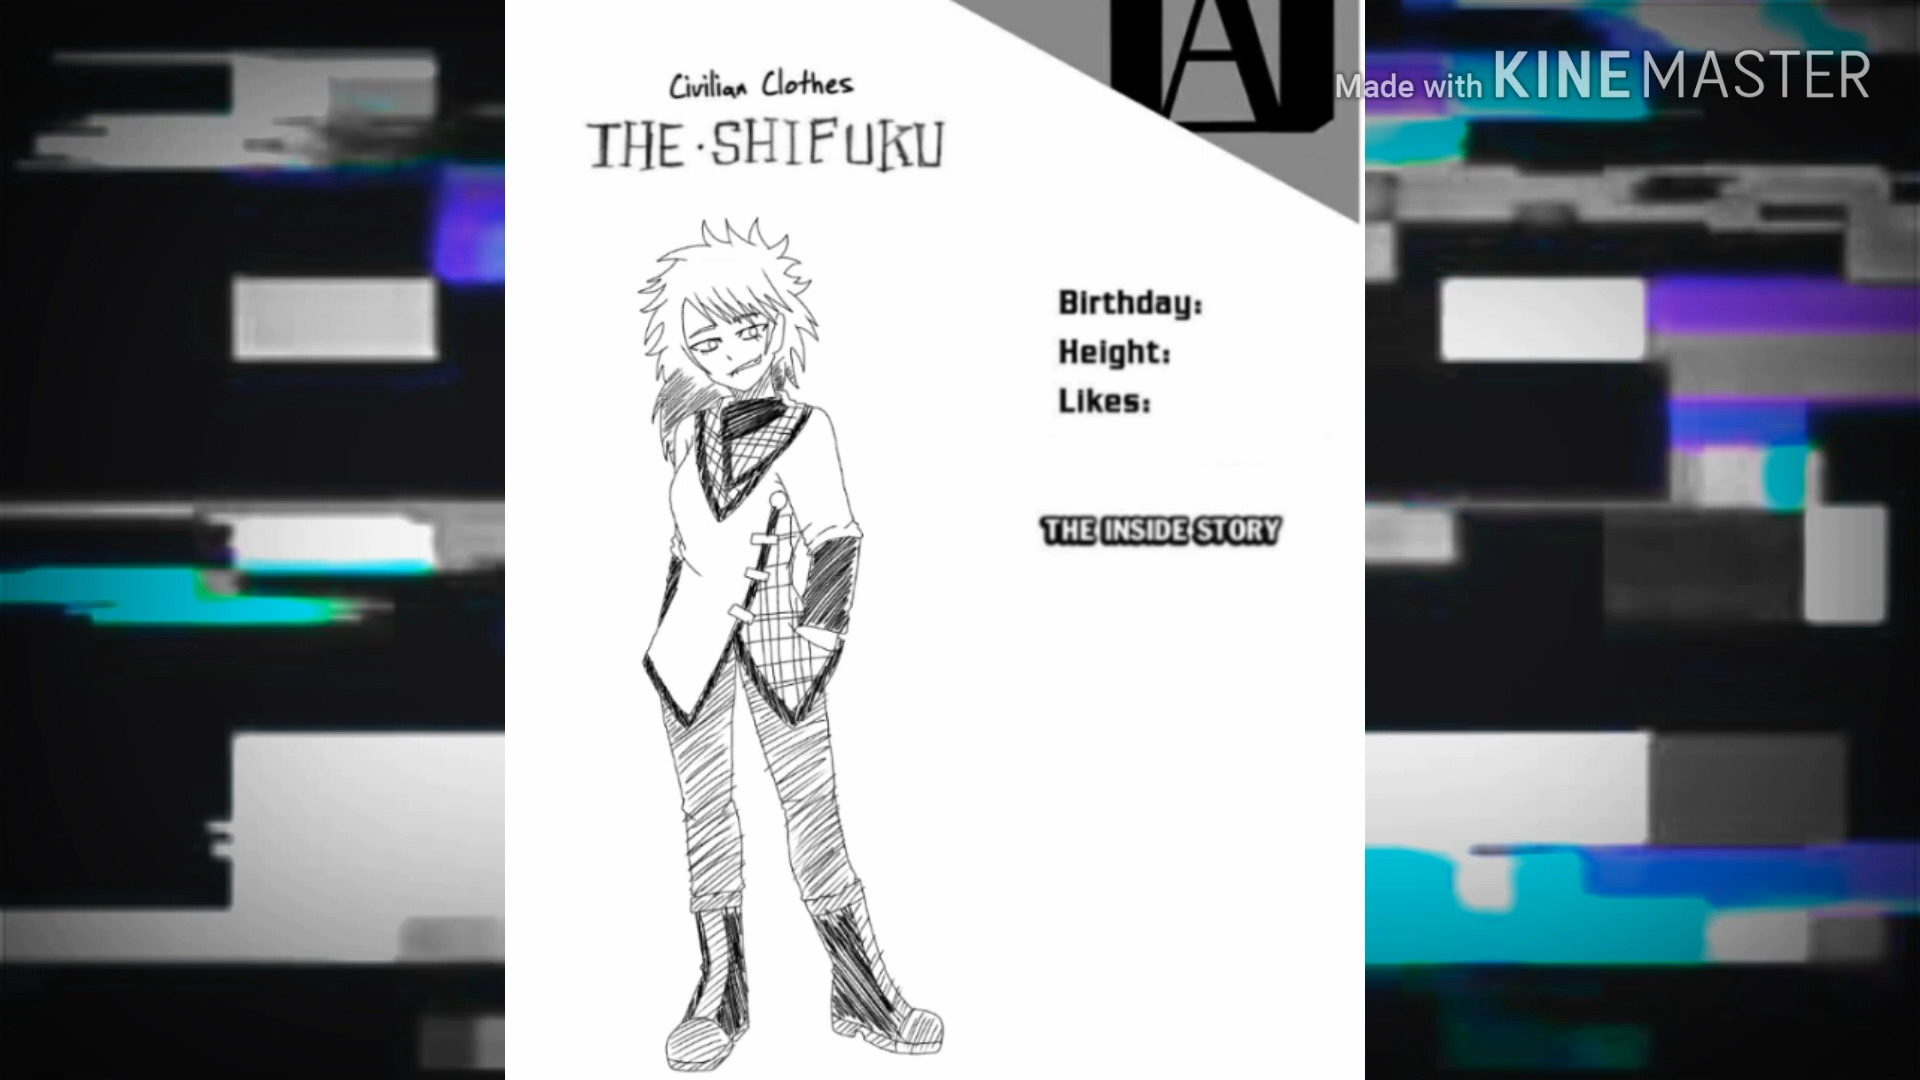 Civilian Clothes
THE·SHIFUKU
A
Made with KINEMASTER
Birthday:
Height:
Likes:
THE INSIDE STORY